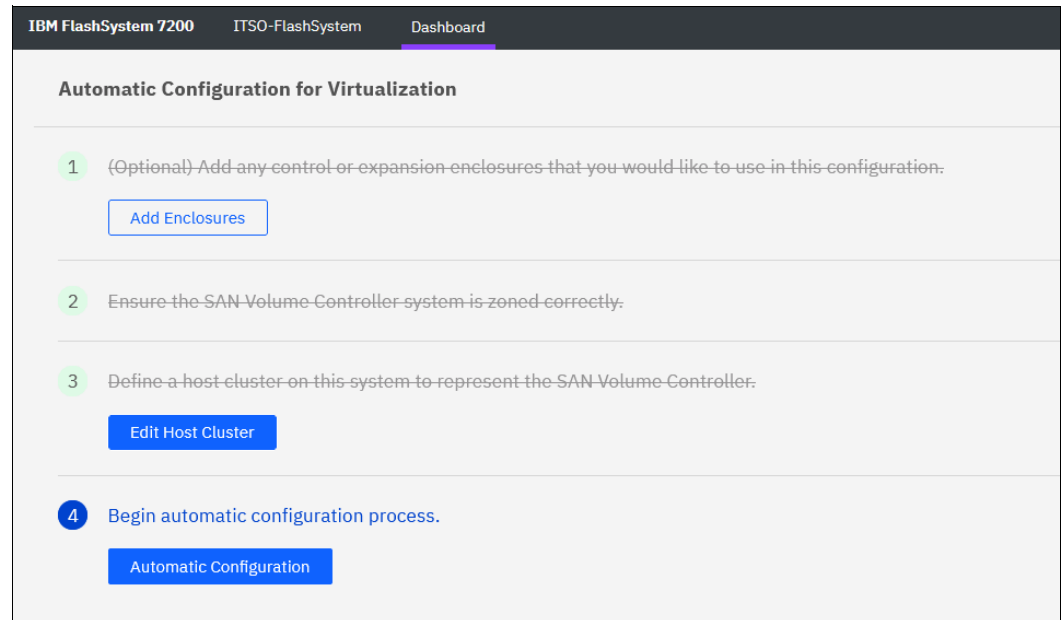 IBM FlashSystem 7200 ITSO-FlashSystem Dashboard
Automatic Configuration for Virtualization
1 (Optional) Add any control or expansion enclosures that you would like to use in this configuration.
Add Enclosures
2 Ensure the SAN Volume Controller system is zoned correctly.
3 Define a host cluster on this system to represent the SAN Volume Controller.
Edit Host Cluster
4 Begin automatic configuration process.
Automatic Configuration